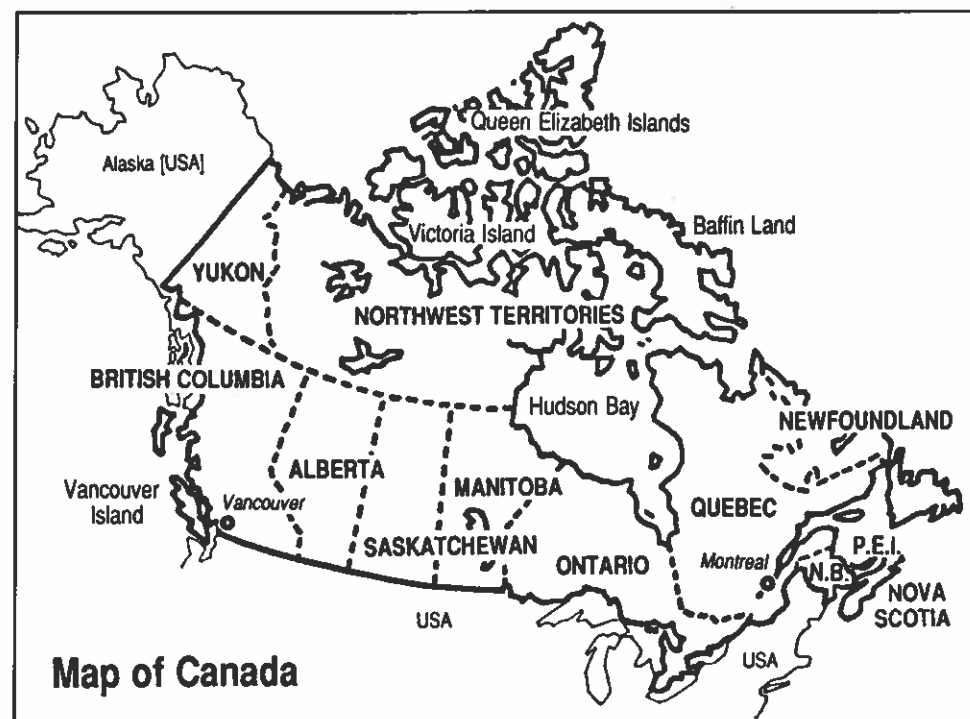 Queen Elizabeth Islands
Alaska [USA]
Baffin Land
Victoria Island
YUKON
NORTHWEST TERRITORIES
BRITISH COLUMBIA
Hudson Bay
NEWFOUNDLAND
ALBERTA
MANITOBA
Vancouver
Island
Vancouver
QUEBEC
SASKATCHEWAN
P.E.I.
ONTARIO
Montreal
N.B.
NOVA
SCOTIA
USA
USA
Map of Canada